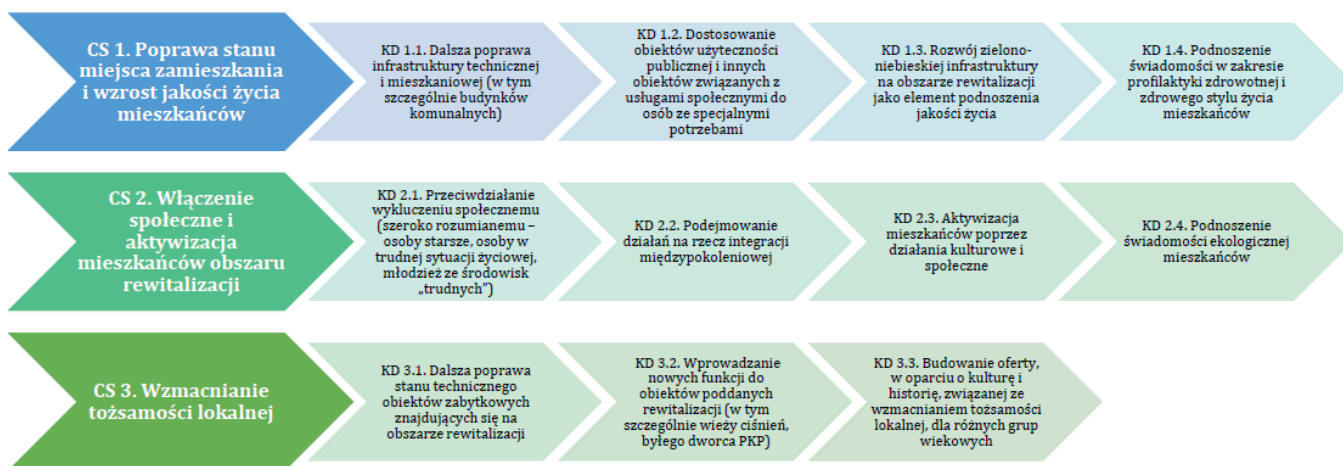 CS 1. Poprawa stanu
miejsca zamieszkania
i wzrost jakości życia
mieszkańców
KD 1.1. Dalsza poprawa
infrastruktury technicznej
i mieszkaniowej (w tym
szczególnie budynków
komunalnych)
KD 1.2. Dostosowanie
obiektów użyteczności
publicznej i innych
obiektów związanych z
usługami społecznymi do
osób ze specjalnymi
potrzebami
KD 1.3. Rozwój zielono-
niebieskiej infrastruktury
na obszarze rewitalizacji
jako element podnoszenia
jakości życia
KD 1.4. Podnoszenie
świadomości w zakresie
profilaktyki zdrowotnej i
zdrowego stylu życia
mieszkańców
CS 2. Włączenie
społeczne i
aktywizacja
mieszkańców obszaru
rewitalizacji
KD 2.1. Przeciwdziałanie
wykluczeniu społecznemu
(szeroko rozumianemu –
osoby starsze, osoby w
trudnej sytuacji życiowej,
młodzież ze środowisk
„trudnych”)
KD 2.2. Podejmowanie
działań na rzecz integracji
międzypokoleniowej
KD 2.3. Aktywizacja
mieszkańców poprzez
działania kulturowe i
społeczne
KD 2.4. Podnoszenie
świadomości ekologicznej
mieszkańców
CS 3. Wzmacnianie
tożsamości lokalnej
KD 3.1. Dalsza poprawa
stanu technicznego
obiektów zabytkowych
znajdujących się na
obszarze rewitalizacji
KD 3.2. Wprowadzanie
nowych funkcji do
obiektów poddanych
rewitalizacji (w tym
szczególnie wieży ciśnień,
byłego dworca PKP)
KD 3.3. Budowanie oferty,
w oparciu o kulturę i
historię, związanej ze
wzmacnianiem tożsamości
lokalnej, dla różnych grup
wiekowych